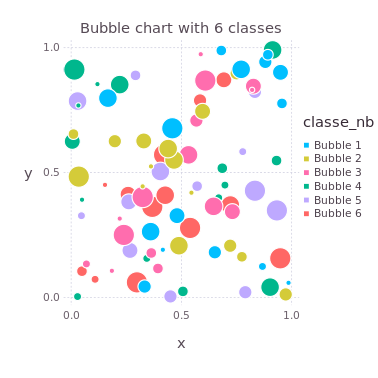 Bubble chart with 6 classes
1.0
0.5
0.0
y
0.0
0.5
1.0
x
classe_nb
Bubble 1
Bubble 2
Bubble 3
Bubble 4
Bubble 5
Bubble 6